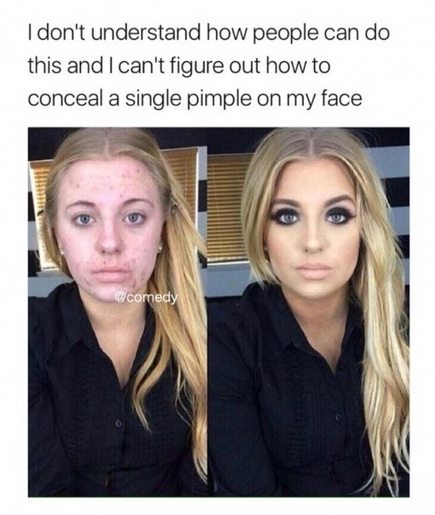 I don't understand how people can do
this and I can't figure out how to
conceal a single pimple on my face
@comedy